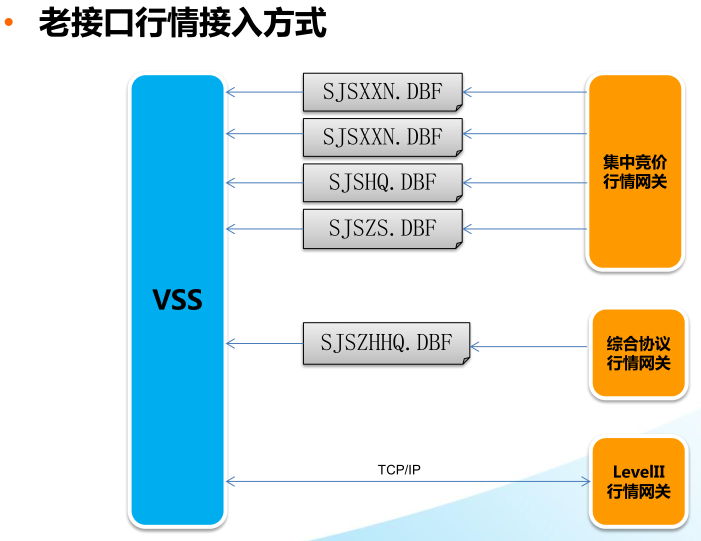 • 老接口行情接入方式
SJSXXN.DBF
SJSXXN.DBF
SJSHQ.DBF
SJSZS.DBF
集中竞价
行情网关
VSS
SJSZHHQ.DBF
综合协议
行情网关
TCP/IP
LevelII
行情网关